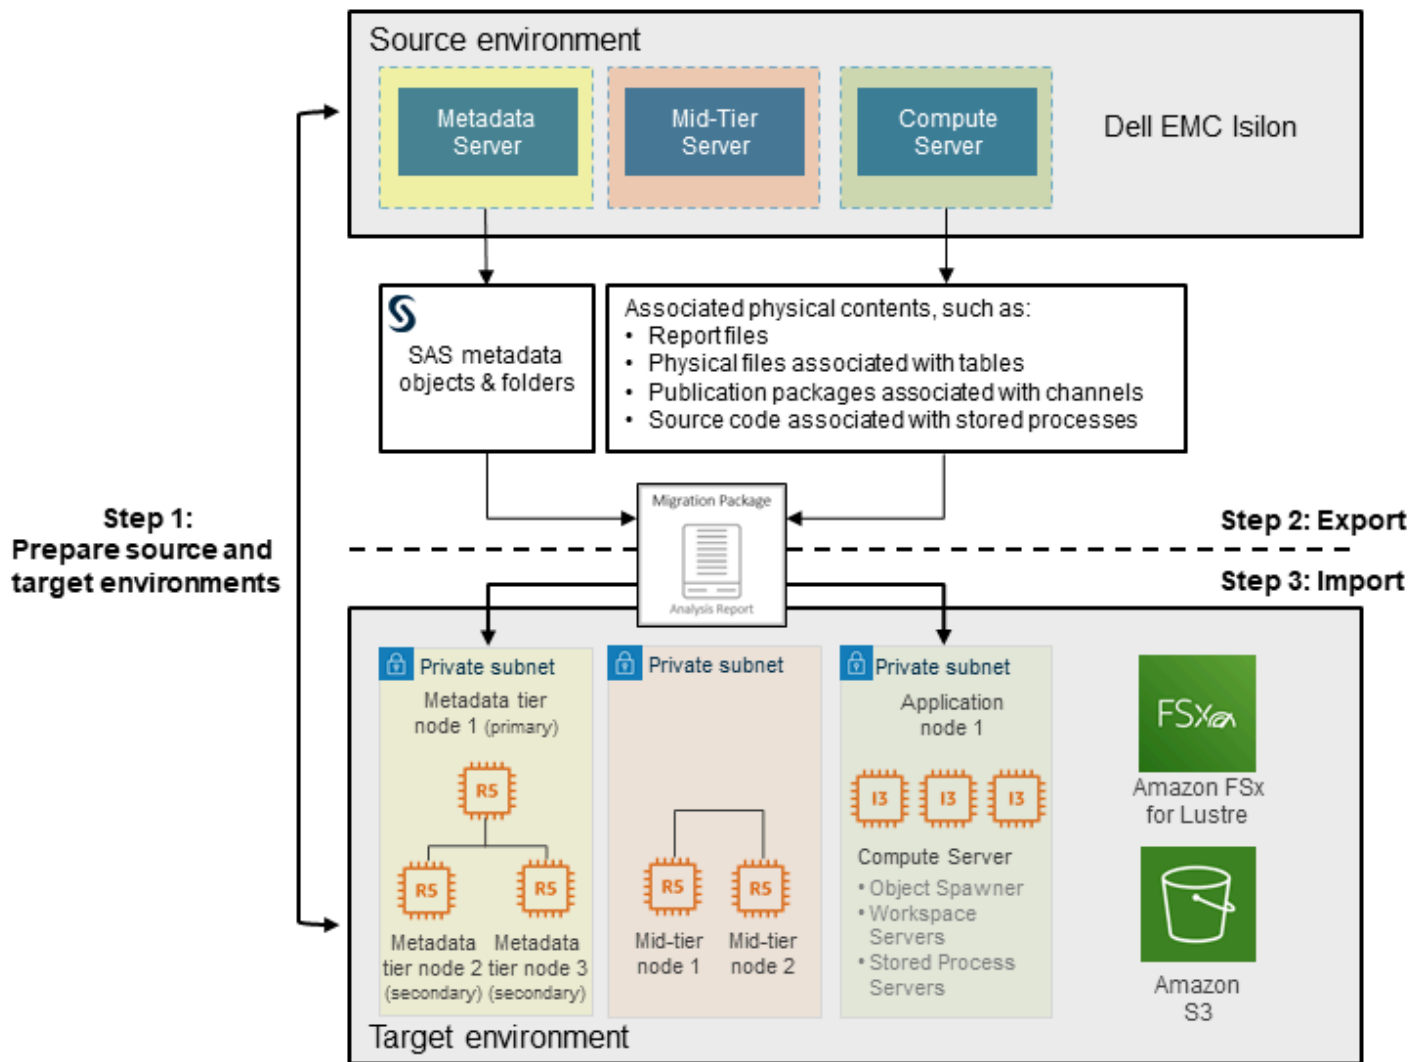 Source environment
Metadata
Server
Mid-Tier
Server
Compute
Server
Dell EMC Isilon
SAS metadata
objects & folders
Associated physical contents, such as:
• Report files
• Physical files associated with tables
• Publication packages associated with channels
• Source code associated with stored processes
Step 1:
Prepare source and
target environments
Migration Package
Analysis Report
Step 2: Export
Step 3: Import
Private subnet
Metadata tier
node 1 (primary)
R5
R5
R5
Metadata
tier node 2
(secondary)
Metadata
tier node 3
(secondary)
Private subnet
R5
R5
Mid-tier
node 1
Mid-tier
node 2
Private subnet
Application
node 1
I3
I3
I3
Compute Server
• Object Spawner
• Workspace
Servers
• Stored Process
Servers
FSx
Amazon FSx
for Lustre
Amazon
S3
Target environment